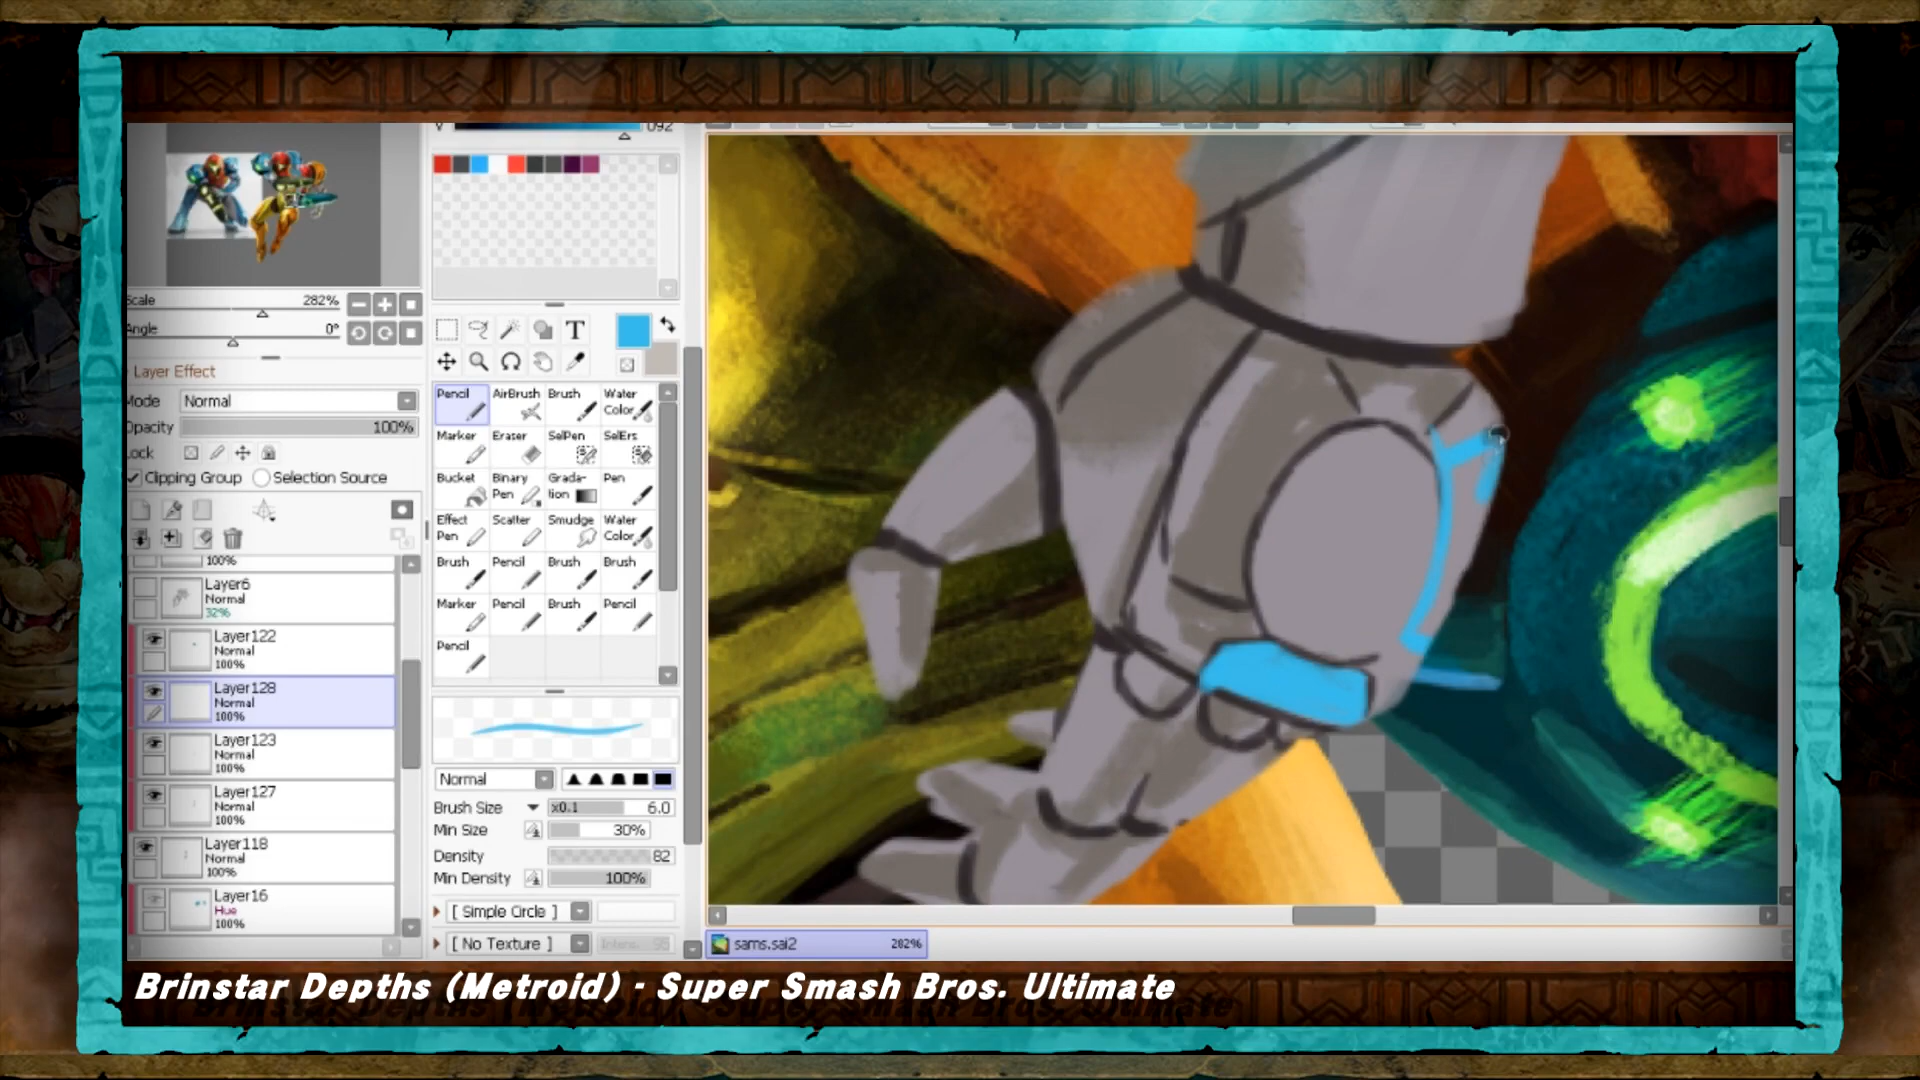 V 092
Scale 282%
Angle 0°
Layer Effect
Mode Normal
Opacity 100%
Lock
Clipping Group Selection Source
100%
Layer6
Normal
32%
Layer122
Normal
100%
Layer128
Normal
100%
Layer123
Normal
100%
Layer127
Normal
100%
Layer118
Normal
100%
Layer16
Hue
100%
T
Pencil AirBrush Brush Water Color
Marker Eraser SelPen SelErs
Bucket Binary Pen Grada-tion Pen
Effect Pen Scatter Smudge Water Color
Brush Pencil Brush Brush
Marker Pencil Brush Pencil
Pencil
Normal
Brush Size x0.1 6.0
Min Size 30%
Density 82
Min Density 100%
[ Simple Circle ]
[ No Texture ] Intens. 95
sams.sai2 282%
Brinstar Depths (Metroid) - Super Smash Bros. Ultimate